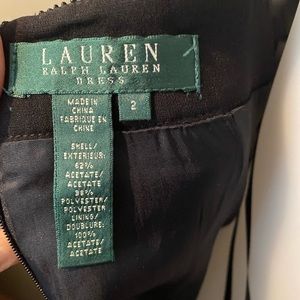 LAUREN
RALPH LAUREN
DRESS
MADE IN
CHINA
FABRIQUE EN
CHINE
2
SHELL/
EXTERIEUR:
62%
ACETATE/
ACETATE
38%
POLYESTER/
POLYESTER
LINING/
DOUBLURE:
100%
ACETATE/
ACETATE